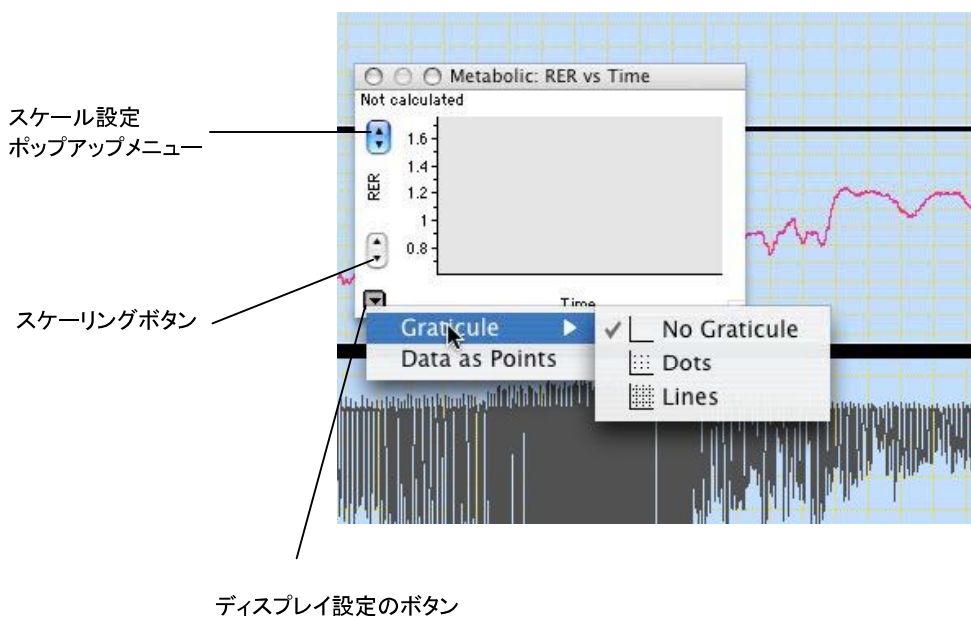 Metabolic: RER vs Time
Not calculated
スケール設定
ポップアップメニュー
1.6
1.4
1.2
1
0.8
RER
Time
スケーリングボタン
Graticule
Data as Points
No Graticule
Dots
Lines
ディスプレイ設定のボタン